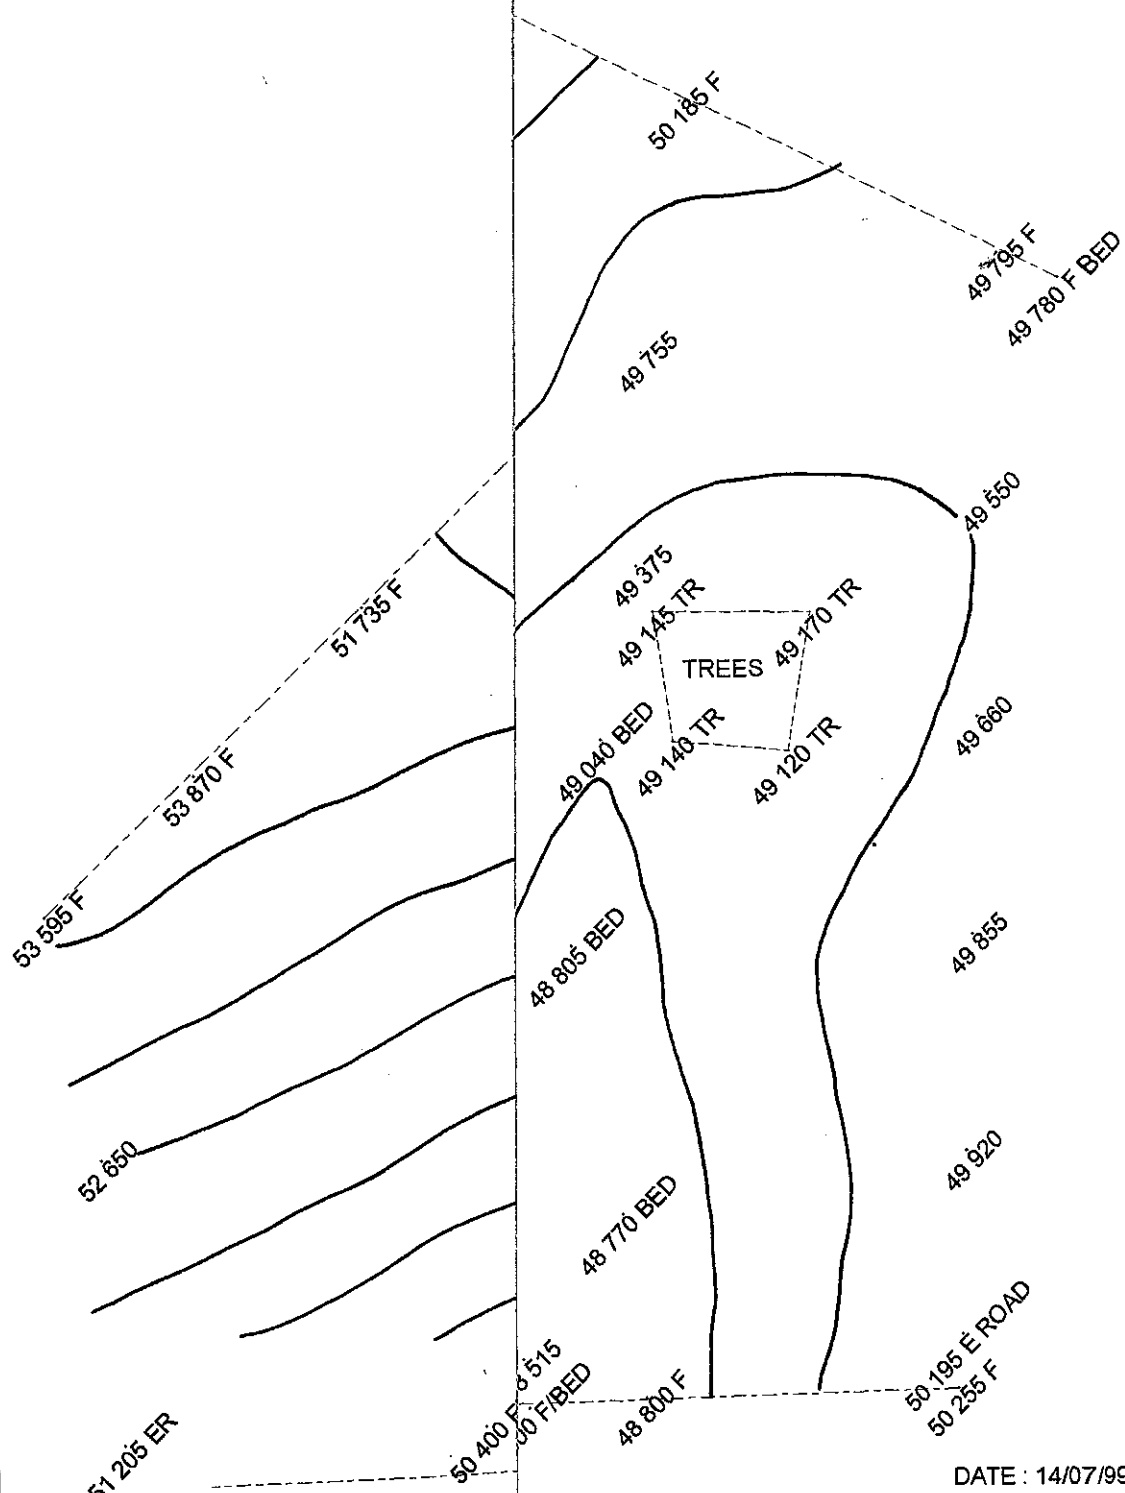 50 185 F
49 795 F
49 780 F BED
49 755
49 550
49 375
51 735 F
49 145 TR
49 170 TR
TREES
49 660
49 040 BED
49 140 TR
49 120 TR
53 870 F
53 595 F
48 805 BED
49 855
52 650
49 920
48 770 BED
50 195 E ROAD
50 255 F
8 515
00 F/BED
48 800 F
50 400 F
51 205 ER
DATE : 14/07/99